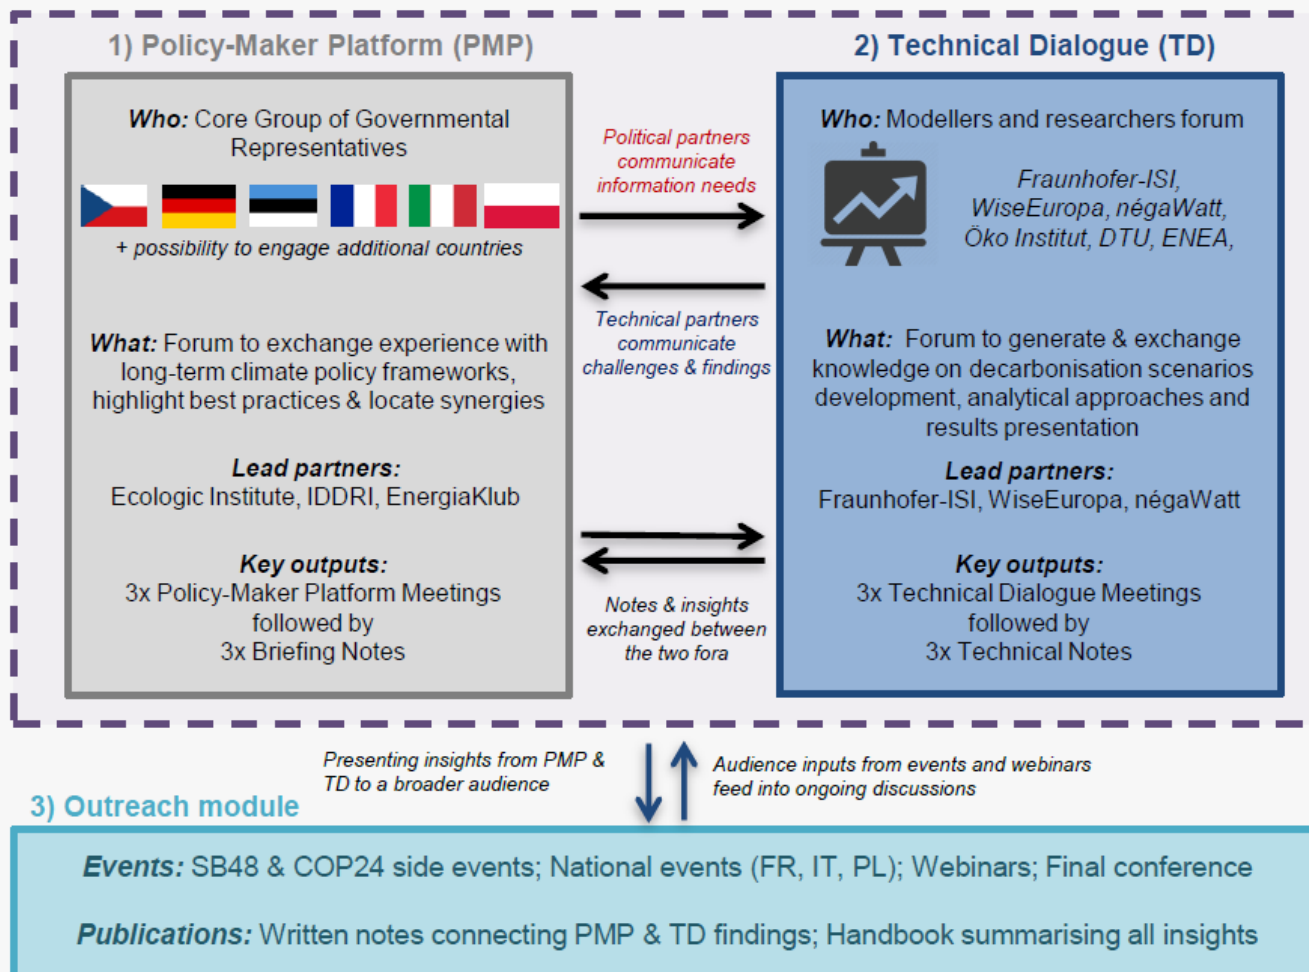 1) Policy-Maker Platform (PMP)
Who: Core Group of Governmental
Representatives
+ possibility to engage additional countries
What: Forum to exchange experience with
long-term climate policy frameworks,
highlight best practices & locate synergies
Lead partners:
Ecologic Institute, IDDRI, EnergiaKlub
Key outputs:
3x Policy-Maker Platform Meetings
followed by
3x Briefing Notes
Political partners
communicate
information needs
Technical partners
communicate
challenges & findings
Notes & insights
exchanged between
the two fora
2) Technical Dialogue (TD)
Who: Modellers and researchers forum
Fraunhofer-ISI,
WiseEuropa, négaWatt,
Öko Institut, DTU, ENEA,
What: Forum to generate & exchange
knowledge on decarbonisation scenarios
development, analytical approaches and
results presentation
Lead partners:
Fraunhofer-ISI, WiseEuropa, négaWatt
Key outputs:
3x Technical Dialogue Meetings
followed by
3x Technical Notes
Presenting insights from PMP &
TD to a broader audience
Audience inputs from events and webinars
feed into ongoing discussions
3) Outreach module
Events: SB48 & COP24 side events; National events (FR, IT, PL); Webinars; Final conference
Publications: Written notes connecting PMP & TD findings; Handbook summarising all insights